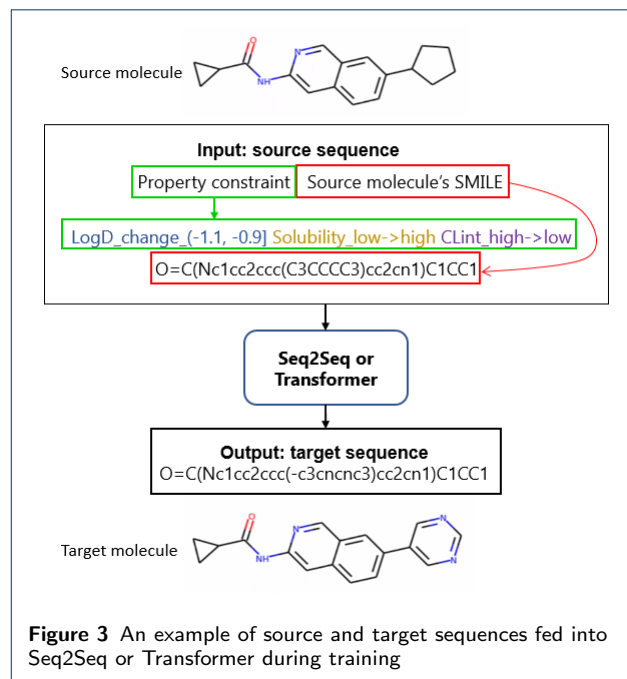 Source molecule
O
N
NH
Input: source sequence
Property constraint Source molecule's SMILE
LogD_change_(-1.1, -0.9] Solubility_low->high CLint_high->low
O=C(Nc1cc2ccc(C3CCCC3)cc2cn1)C1CC1
Seq2Seq or
Transformer
Output: target sequence
O=C(Nc1cc2ccc(-c3cncnc3)cc2cn1)C1CC1
Target molecule
O
N
NH
N
N
Figure 3 An example of source and target sequences fed into
Seq2Seq or Transformer during training